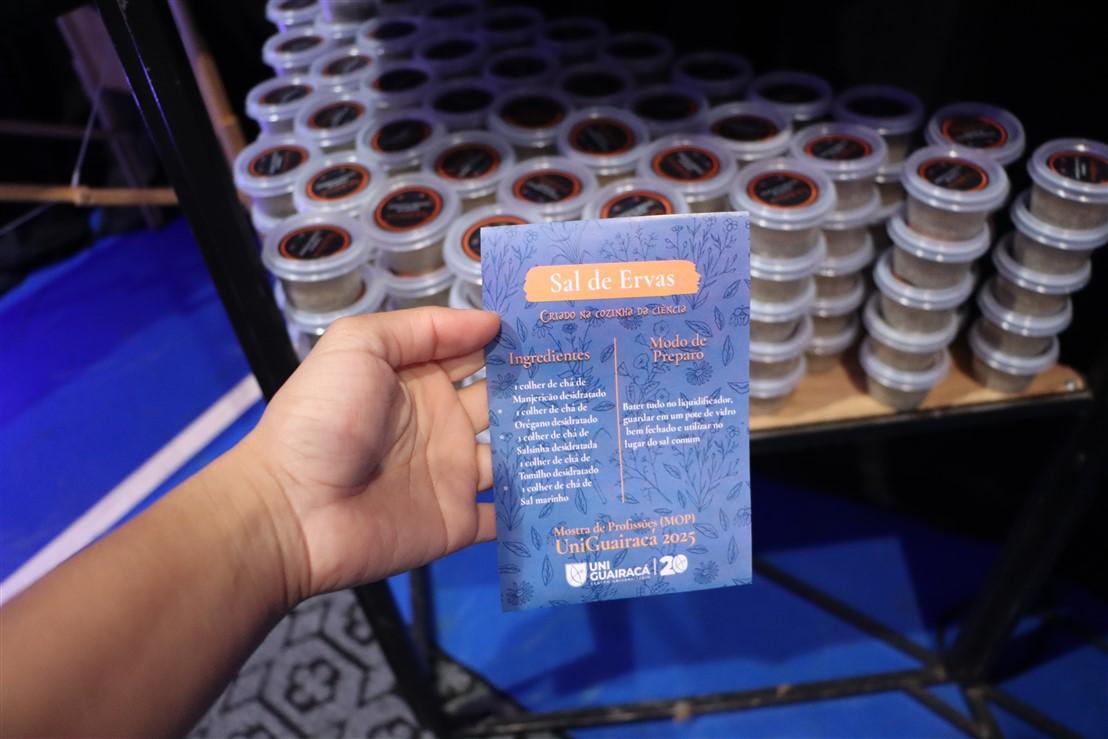 Sal de Ervas
Criado na cozinha da ciência
Ingredientes
1 colher de chá de
Manjericão desidratado
1 colher de chá de
Orégano desidratado
1 colher de chá de
Salsinha desidratada
1 colher de chá de
Tomilho desidratado
1 colher de chá de
Sal marinho
Modo de
Preparo
Bater tudo no liquidificador,
guardar em um pote de vidro
bem fechado e utilizar no
lugar do sal comum
Mostra de Profissões (MOP)
UniGuairacá 2025
UNI
GUAIRACÁ
CENTRO UNIVERSITÁRIO
20